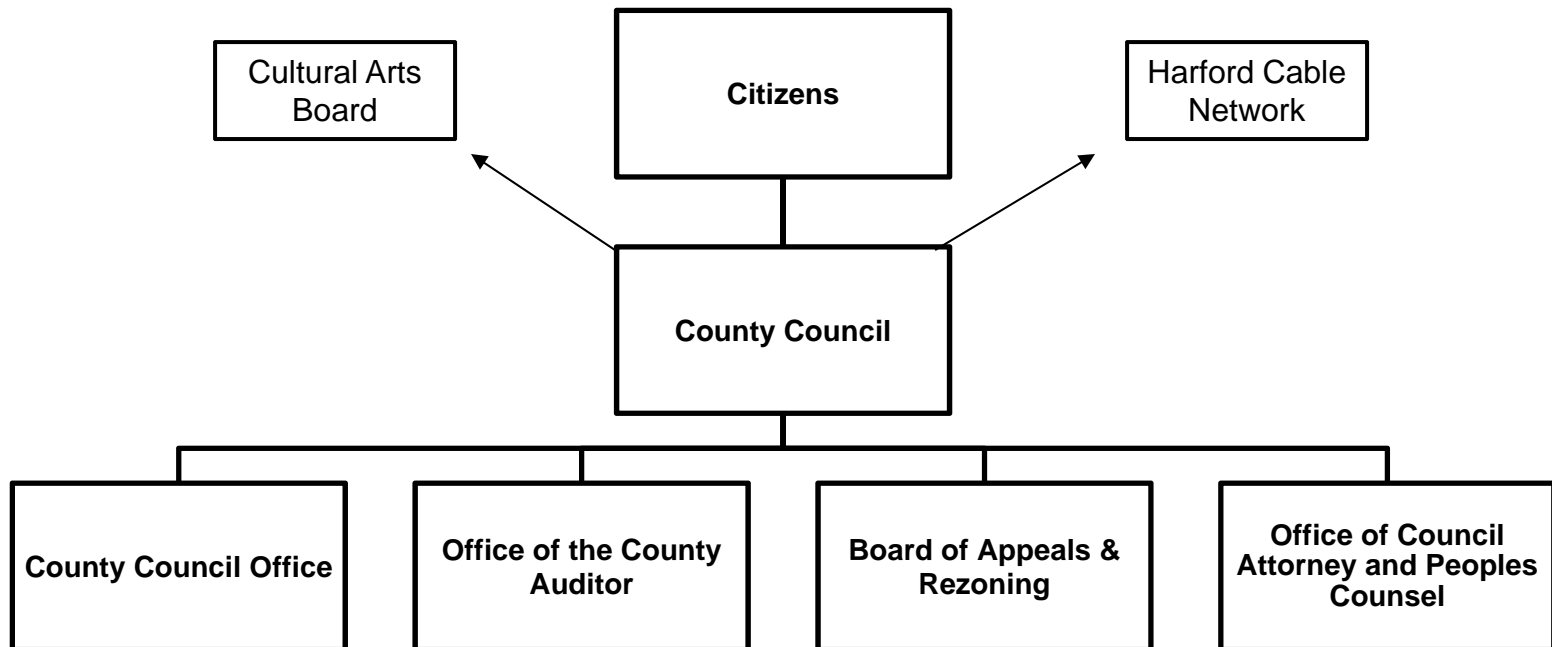 Cultural Arts
Board
Citizens
Harford Cable
Network
County Council
County Council Office
Office of the County
Auditor
Board of Appeals &
Rezoning
Office of Council
Attorney and Peoples
Counsel